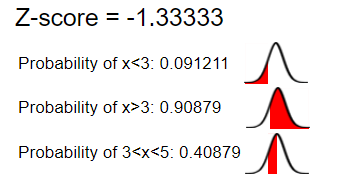 Z-score = -1.33333
Probability of x<3: 0.091211
Probability of x>3: 0.90879
Probability of 3<x<5: 0.40879